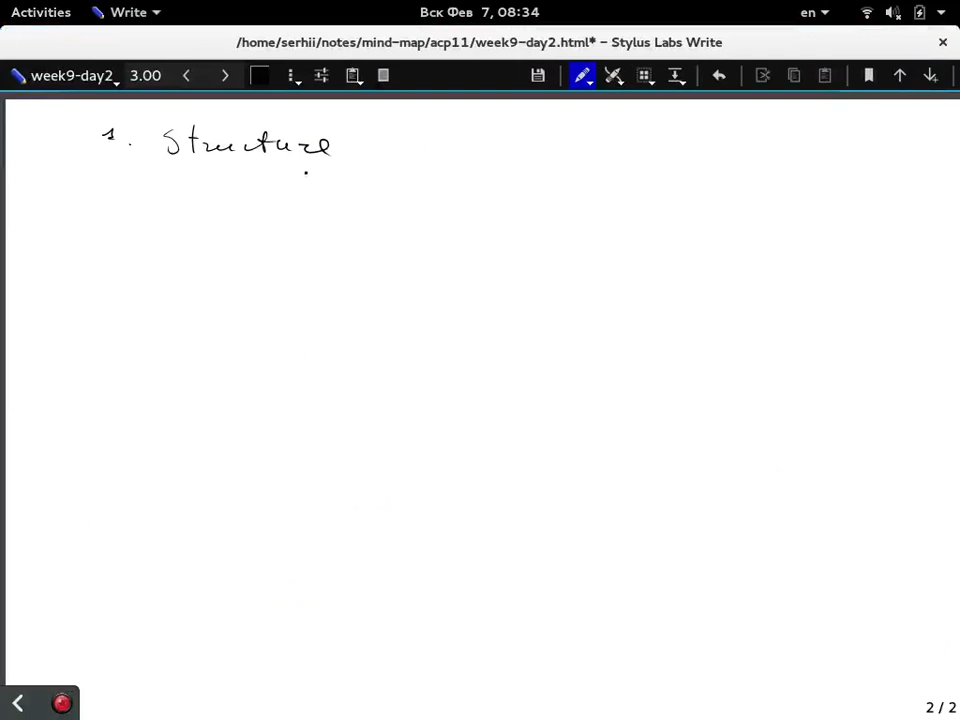 Activities Write Вск Фев 7, 08:34 en
/home/serhii/notes/mind-map/acp11/week9-day2.html* – Stylus Labs Write ×
week9-day2 3.00
1. Structure
2 / 2